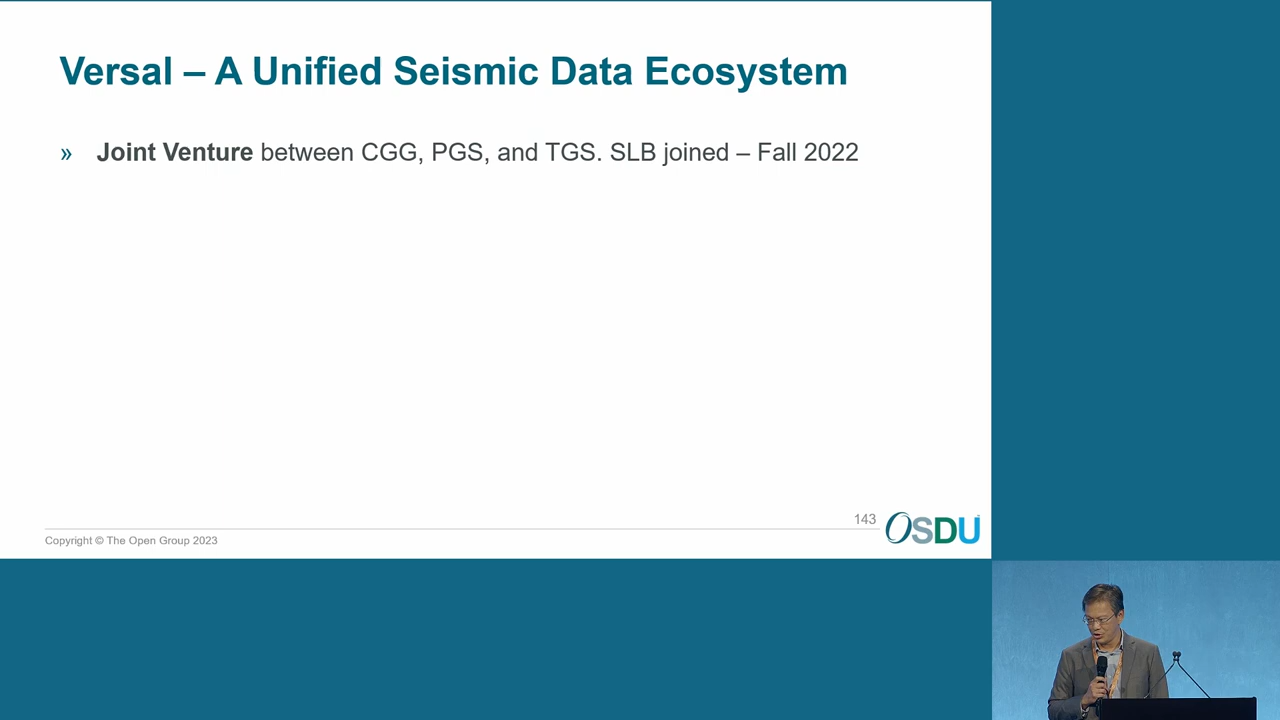 Versal – A Unified Seismic Data Ecosystem
» Joint Venture between CGG, PGS, and TGS. SLB joined – Fall 2022
143
OSDU
Copyright © The Open Group 2023